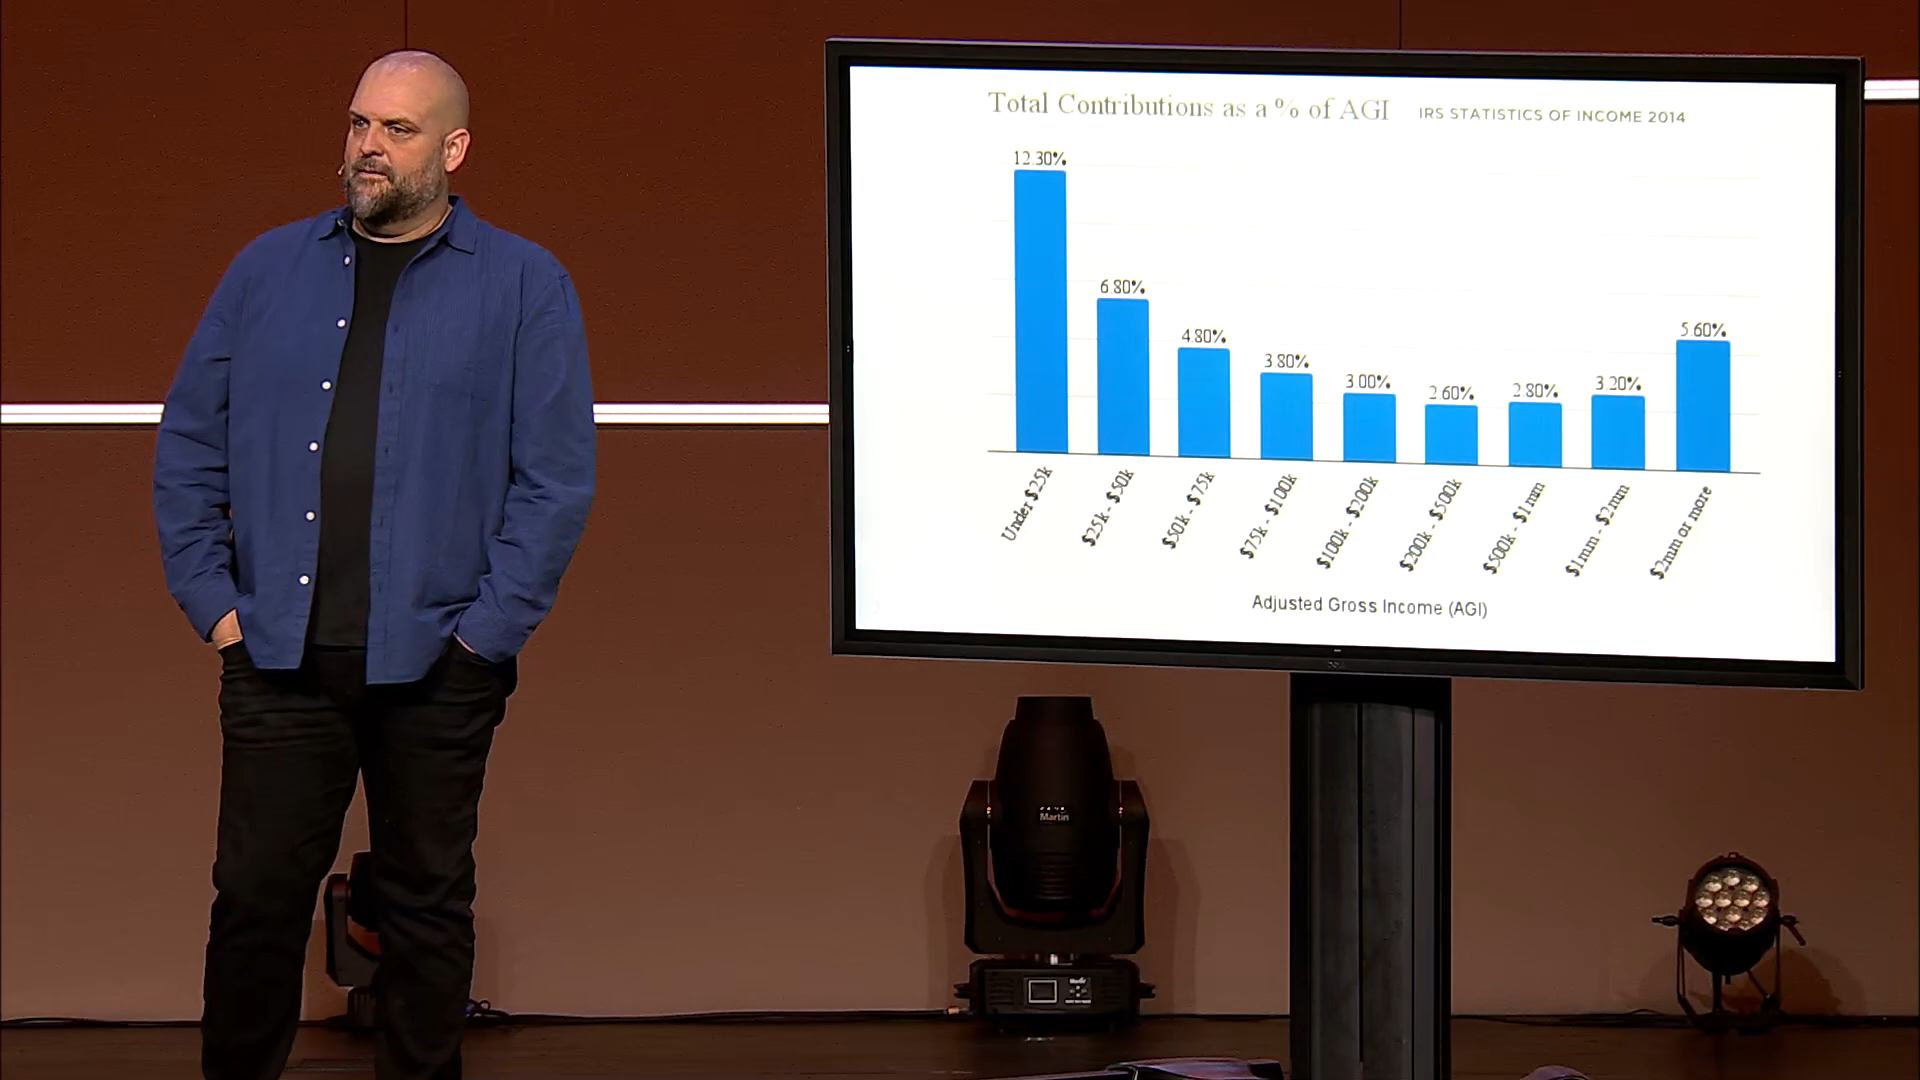 Total Contributions as a % of AGI IRS STATISTICS OF INCOME 2014
12.30%
6.80%
4.80%
3.80%
3.00%
2.60%
2.80%
3.20%
5.60%
Under $25k
$25k - $50k
$50k - $75k
$75k - $100k
$100k - $200k
$200k - $500k
$500k - $1mm
$1mm - $2mm
$2mm or more
Adjusted Gross Income (AGI)
Martin